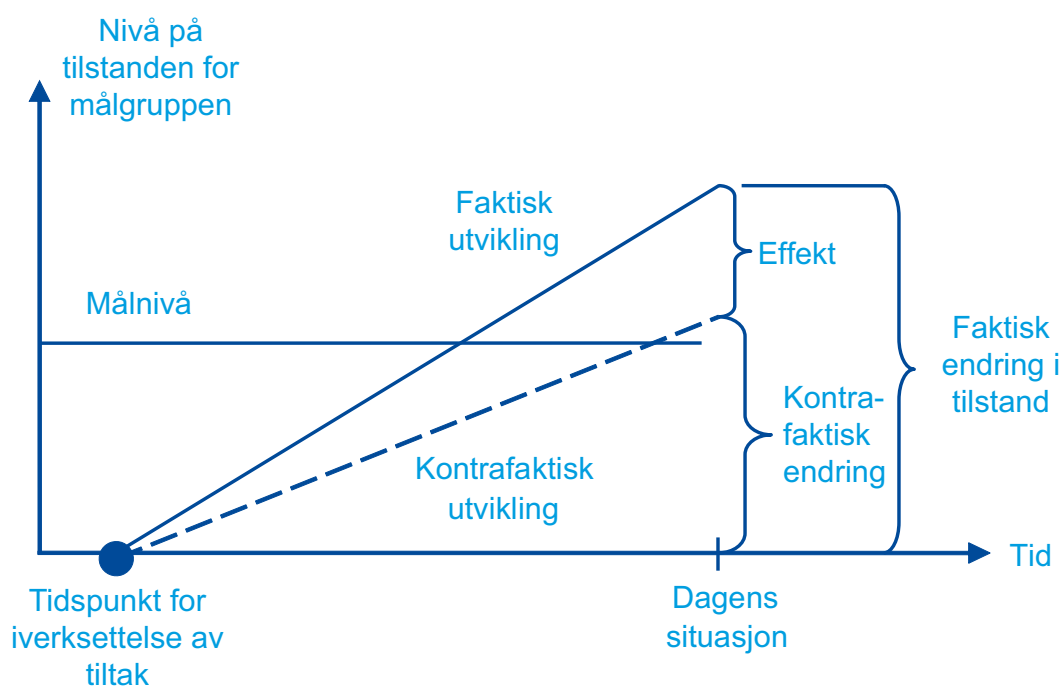 Nivå på
tilstanden for
målgruppen
Faktisk
utvikling
Effekt
Målnivå
Faktisk
endring i
tilstand
Kontra-
faktisk
endring
Kontrafaktisk
utvikling
Tid
Tidspunkt for
iverksettelse av
tiltak
Dagens
situasjon